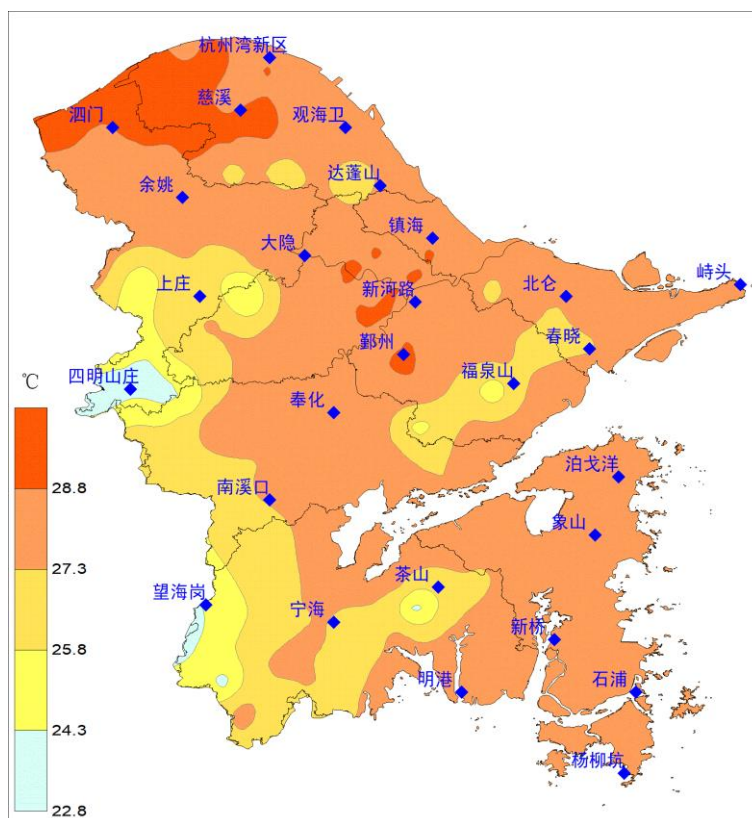 杭州湾新区
慈溪
泗门
观海卫
达蓬山
余姚
镇海
大隐
峙头
上庄
新河路
北仑
春晓
鄞州
福泉山
四明山庄
℃
奉化
28.8
泊戈洋
南溪口
象山
27.3
茶山
望海岗
宁海
新桥
25.8
明港
石浦
24.3
杨柳坑
22.8